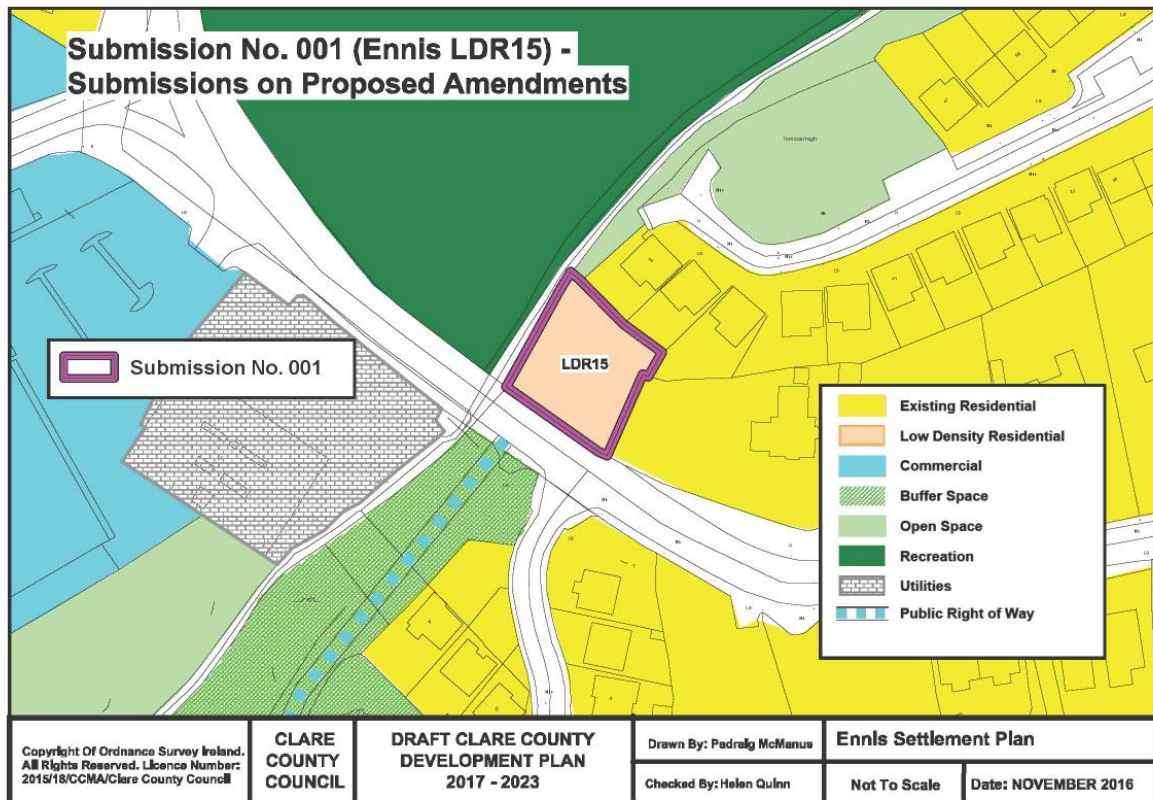 Submission No. 001 (Ennis LDR15) -
Submissions on Proposed Amendments
Inniscarragh
LDR15
Submission No. 001
Existing Residential
Low Density Residential
Commercial
Buffer Space
Open Space
Recreation
Utilities
Public Right of Way
Copyright Of Ordnance Survey Ireland.
All Rights Reserved. Licence Number:
2015/18/CCMA/Clare County Council
CLARE
COUNTY
COUNCIL
DRAFT CLARE COUNTY
DEVELOPMENT PLAN
2017 - 2023
Drawn By: Padraig McManus
Checked By: Helen Quinn
Ennis Settlement Plan
Not To Scale
Date: NOVEMBER 2016